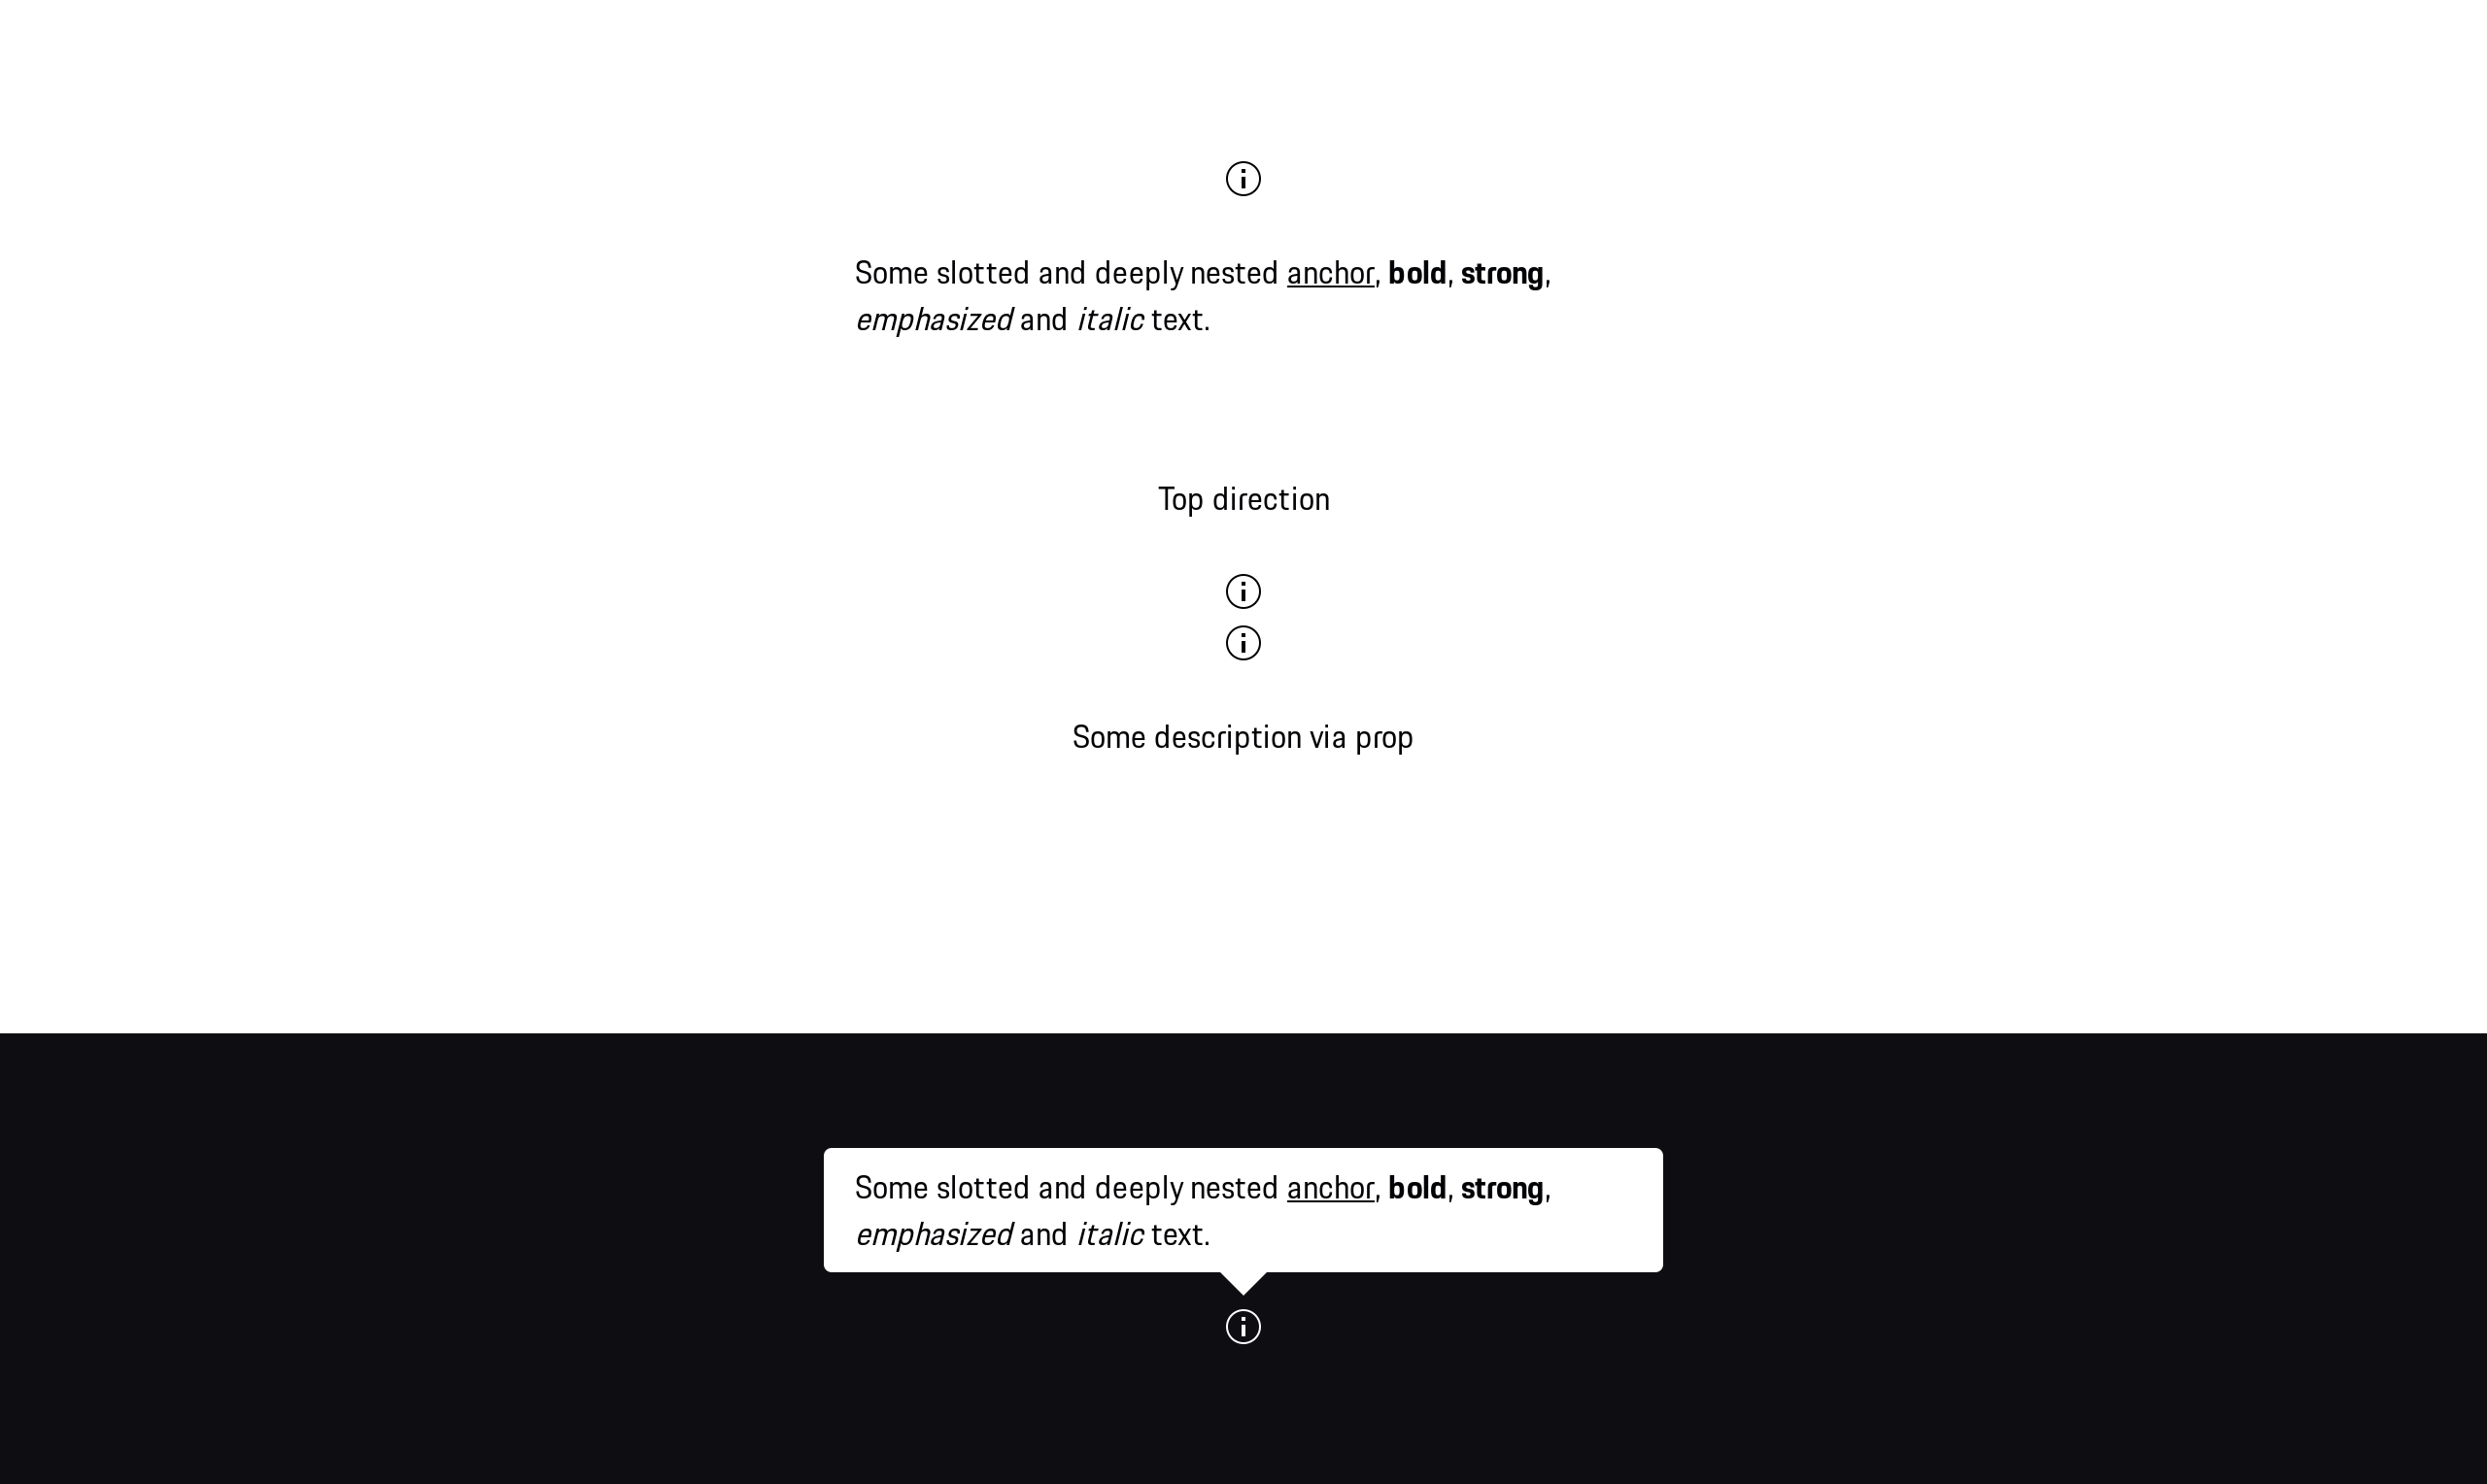 Some slotted and deeply nested anchor, bold, strong,
emphasized and italic text.
Top direction
Some description via prop
Some slotted and deeply nested anchor, bold, strong,
emphasized and italic text.